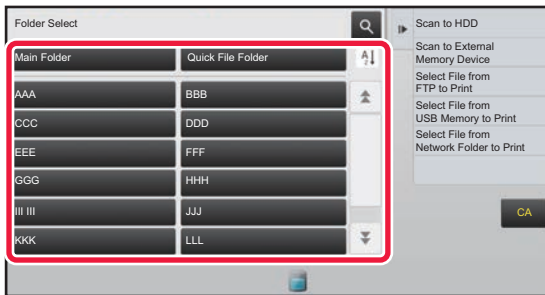 Folder Select
Main Folder
Quick File Folder
AAA
BBB
CCC
DDD
EEE
FFF
GGG
HHH
III III
JJJ
KKK
LLL
A
Z
Scan to HDD
Scan to External
Memory Device
Select File from
FTP to Print
Select File from
USB Memory to Print
Select File from
Network Folder to Print
CA